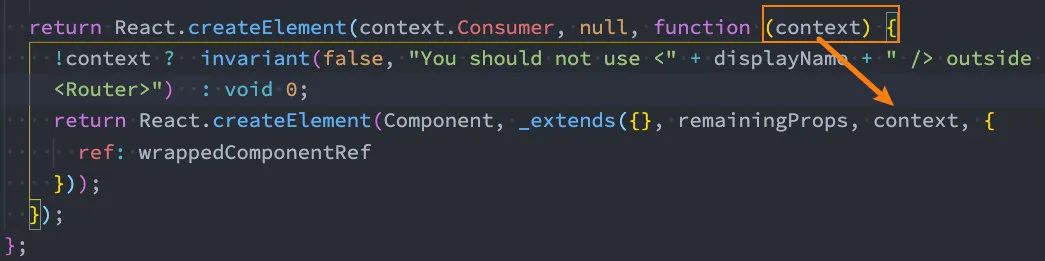 return React.createElement(context.Consumer, null, function (context) {
!context ?  invariant(false, "You should not use <" + displayName + " /> outside
<Router>")  : void 0;
return React.createElement(Component, _extends({}, remainingProps, context, {
ref: wrappedComponentRef
}));
});
};